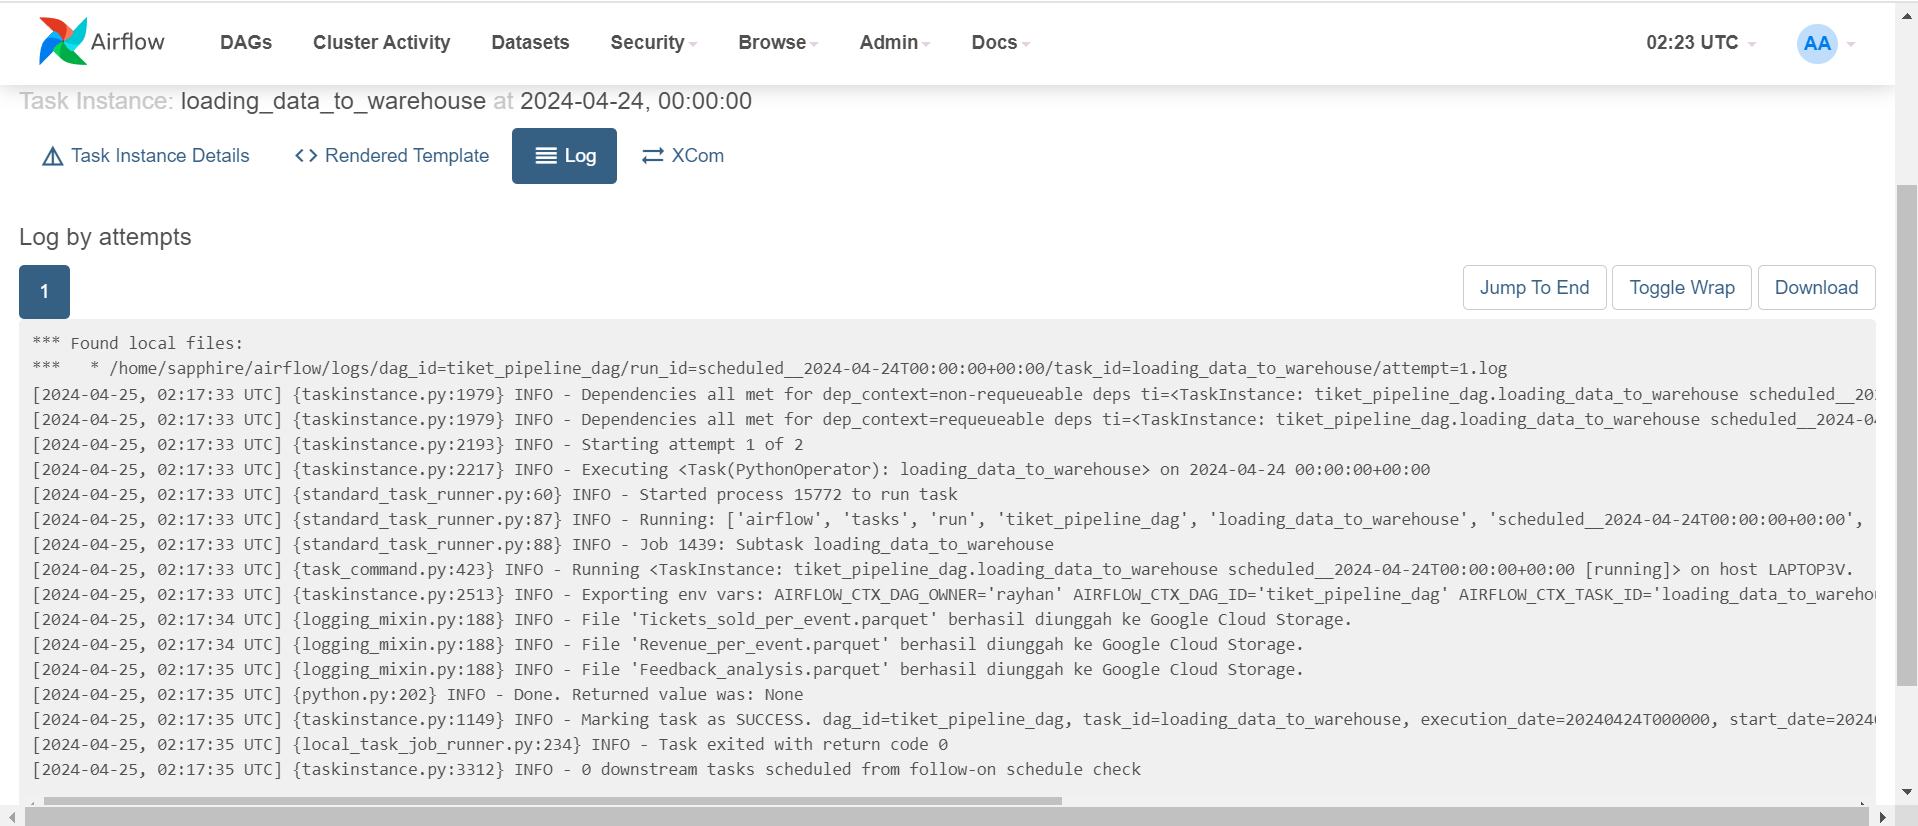 Airflow DAGs Cluster Activity Datasets Security Browse Admin Docs 02:23 UTC AA
Task Instance: loading_data_to_warehouse at 2024-04-24, 00:00:00
Task Instance Details Rendered Template Log XCom
Log by attempts
1 Jump To End Toggle Wrap Download
*** Found local files:
***   * /home/sapphire/airflow/logs/dag_id=tiket_pipeline_dag/run_id=scheduled__2024-04-24T00:00:00+00:00/task_id=loading_data_to_warehouse/attempt=1.log
[2024-04-25, 02:17:33 UTC] {taskinstance.py:1979} INFO - Dependencies all met for dep_context=non-requeueable deps ti=<TaskInstance: tiket_pipeline_dag.loading_data_to_warehouse scheduled__20
[2024-04-25, 02:17:33 UTC] {taskinstance.py:1979} INFO - Dependencies all met for dep_context=requeueable deps ti=<TaskInstance: tiket_pipeline_dag.loading_data_to_warehouse scheduled__2024-0
[2024-04-25, 02:17:33 UTC] {taskinstance.py:2193} INFO - Starting attempt 1 of 2
[2024-04-25, 02:17:33 UTC] {taskinstance.py:2217} INFO - Executing <Task(PythonOperator): loading_data_to_warehouse> on 2024-04-24 00:00:00+00:00
[2024-04-25, 02:17:33 UTC] {standard_task_runner.py:60} INFO - Started process 15772 to run task
[2024-04-25, 02:17:33 UTC] {standard_task_runner.py:87} INFO - Running: ['airflow', 'tasks', 'run', 'tiket_pipeline_dag', 'loading_data_to_warehouse', 'scheduled__2024-04-24T00:00:00+00:00',
[2024-04-25, 02:17:33 UTC] {standard_task_runner.py:88} INFO - Job 1439: Subtask loading_data_to_warehouse
[2024-04-25, 02:17:33 UTC] {task_command.py:423} INFO - Running <TaskInstance: tiket_pipeline_dag.loading_data_to_warehouse scheduled__2024-04-24T00:00:00+00:00 [running]> on host LAPTOP3V.
[2024-04-25, 02:17:33 UTC] {taskinstance.py:2513} INFO - Exporting env vars: AIRFLOW_CTX_DAG_OWNER='rayhan' AIRFLOW_CTX_DAG_ID='tiket_pipeline_dag' AIRFLOW_CTX_TASK_ID='loading_data_to_wareho
[2024-04-25, 02:17:34 UTC] {logging_mixin.py:188} INFO - File 'Tickets_sold_per_event.parquet' berhasil diunggah ke Google Cloud Storage.
[2024-04-25, 02:17:34 UTC] {logging_mixin.py:188} INFO - File 'Revenue_per_event.parquet' berhasil diunggah ke Google Cloud Storage.
[2024-04-25, 02:17:35 UTC] {logging_mixin.py:188} INFO - File 'Feedback_analysis.parquet' berhasil diunggah ke Google Cloud Storage.
[2024-04-25, 02:17:35 UTC] {python.py:202} INFO - Done. Returned value was: None
[2024-04-25, 02:17:35 UTC] {taskinstance.py:1149} INFO - Marking task as SUCCESS. dag_id=tiket_pipeline_dag, task_id=loading_data_to_warehouse, execution_date=20240424T000000, start_date=2024
[2024-04-25, 02:17:35 UTC] {local_task_job_runner.py:234} INFO - Task exited with return code 0
[2024-04-25, 02:17:35 UTC] {taskinstance.py:3312} INFO - 0 downstream tasks scheduled from follow-on schedule check